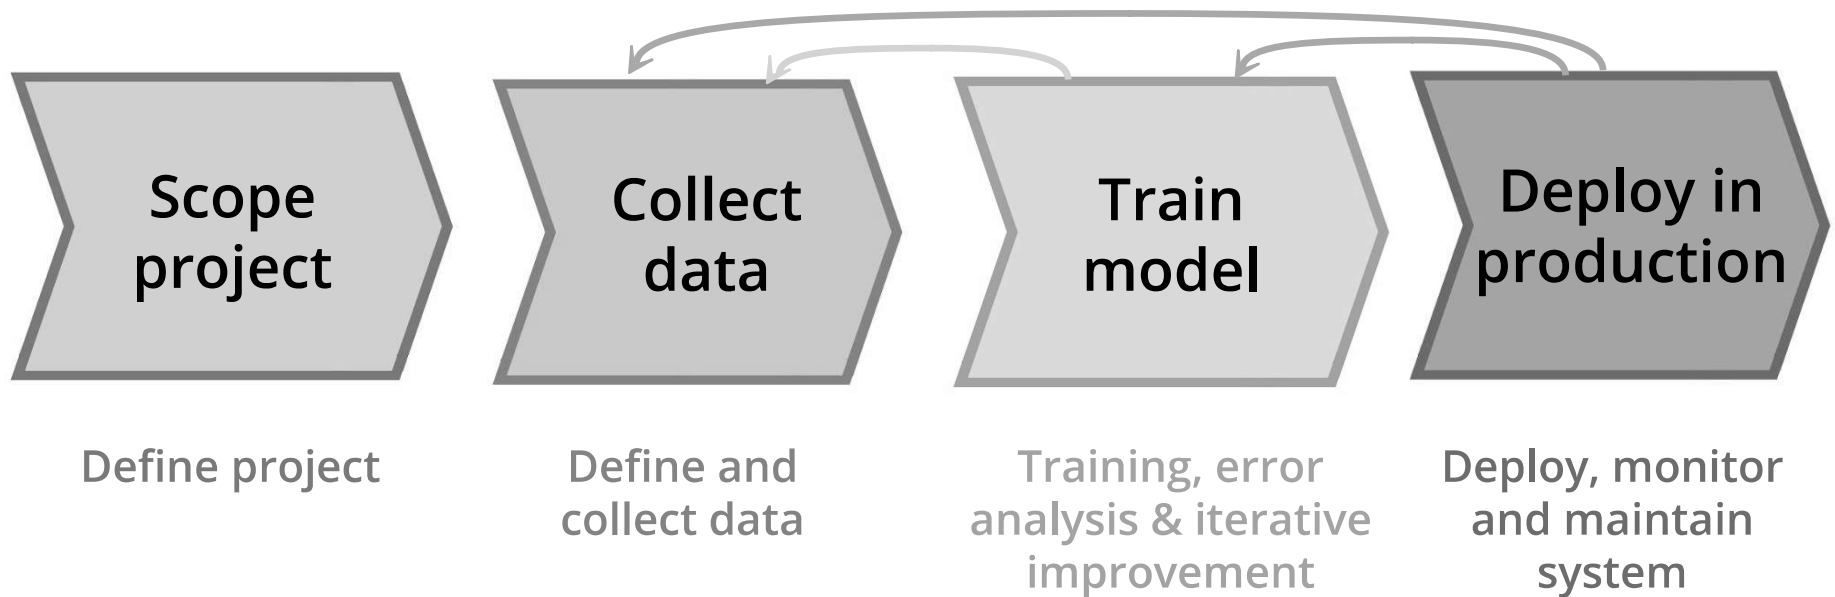 Scope
project
Collect
data
Train
model
Deploy in
production
Define project
Define and
collect data
Training, error
analysis & iterative
improvement
Deploy, monitor
and maintain
system